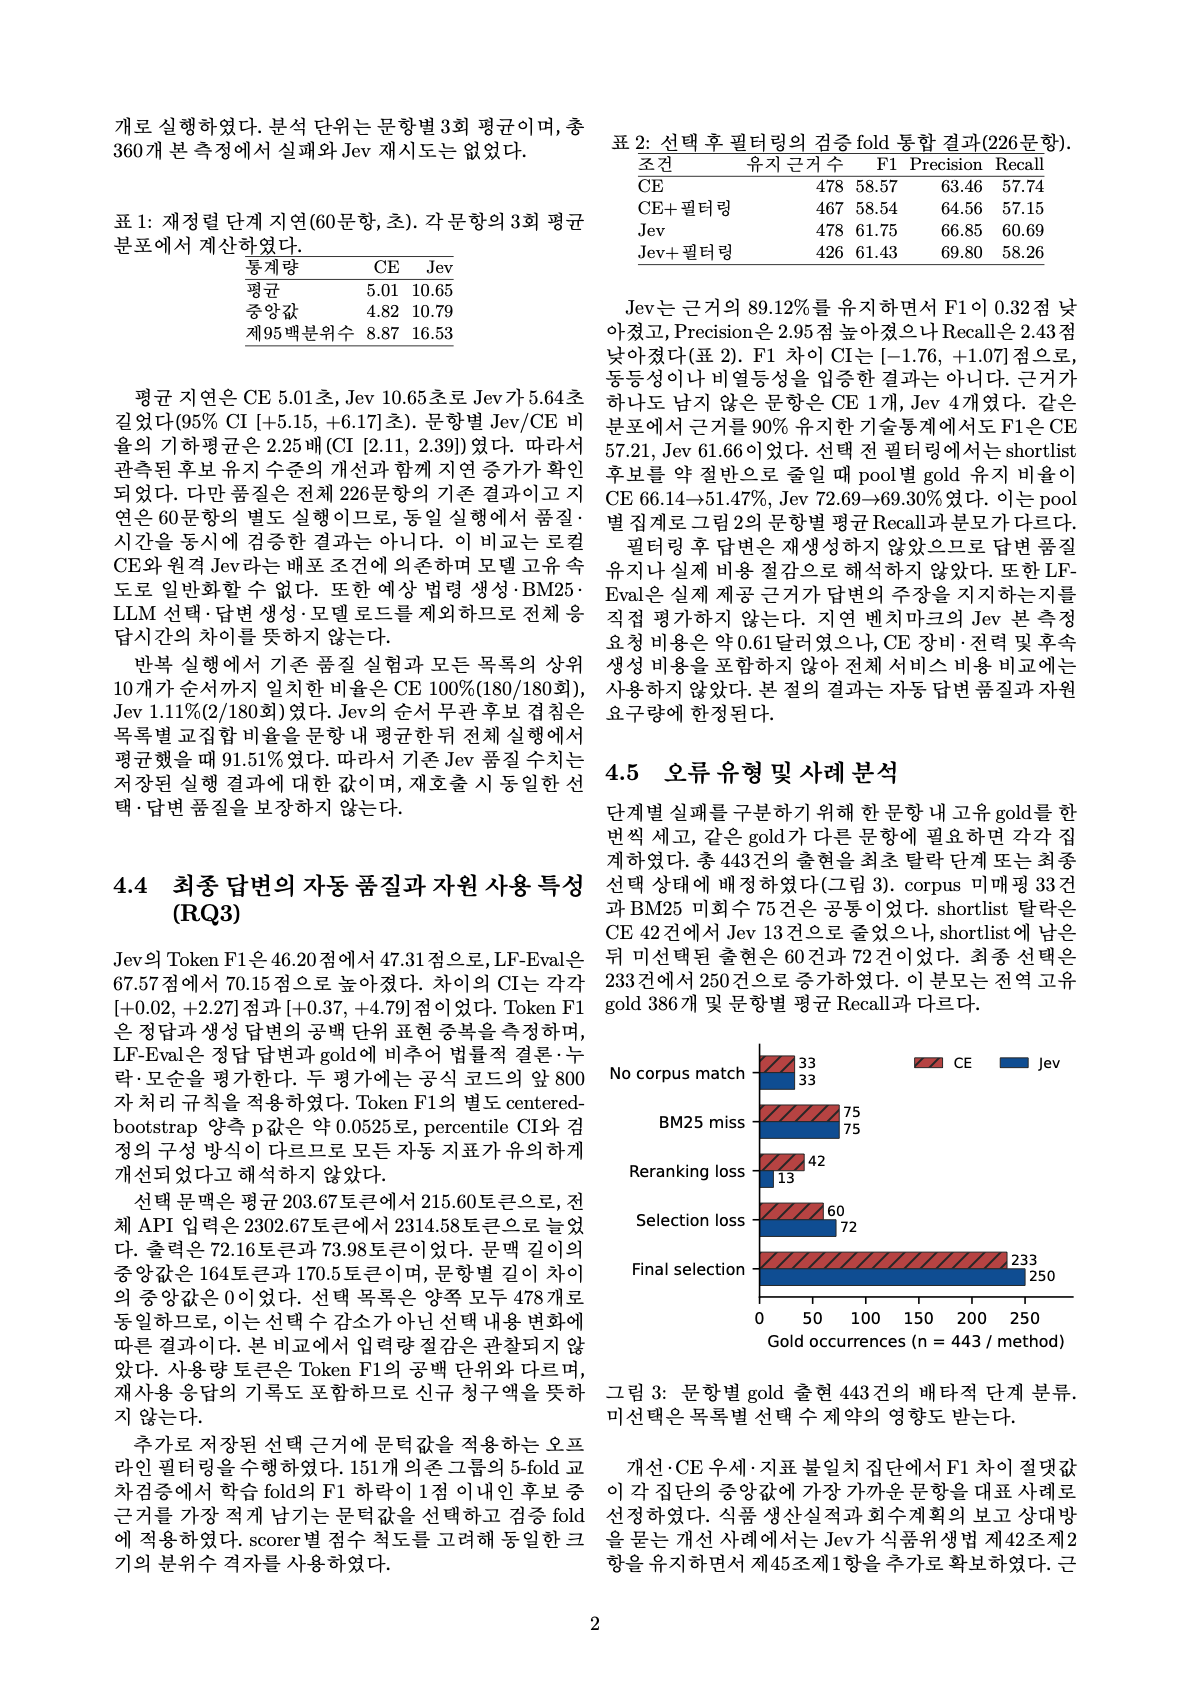 개로 실행하였다. 분석 단위는 문항별 3회 평균이며, 총
360개 본 측정에서 실패와 Jev 재시도는 없었다.
표 1: 재정렬 단계 지연(60문항, 초). 각 문항의 3회 평균
분포에서 계산하였다.
통계량 CE Jev
평균 5.01 10.65
중앙값 4.82 10.79
제95백분위수 8.87 16.53
평균 지연은 CE 5.01초, Jev 10.65초로 Jev가 5.64초
길었다(95% CI [+5.15, +6.17]초). 문항별 Jev/CE 비
율의 기하평균은 2.25배(CI [2.11, 2.39])였다. 따라서
관측된 후보 유지 수준의 개선과 함께 지연 증가가 확인
되었다. 다만 품질은 전체 226문항의 기존 결과이고 지
연은 60문항의 별도 실행이므로, 동일 실행에서 품질·
시간을 동시에 검증한 결과는 아니다. 이 비교는 로컬
CE와 원격 Jev라는 배포 조건에 의존하며 모델 고유 속
도로 일반화할 수 없다. 또한 예상 법령 생성·BM25·
LLM 선택·답변 생성·모델 로드를 제외하므로 전체 응
답시간의 차이를 뜻하지 않는다.
반복 실행에서 기존 품질 실험과 모든 목록의 상위
10개가 순서까지 일치한 비율은 CE 100%(180/180회),
Jev 1.11%(2/180회)였다. Jev의 순서 무관 후보 겹침은
목록별 교집합 비율을 문항 내 평균한 뒤 전체 실행에서
평균했을 때 91.51%였다. 따라서 기존 Jev 품질 수치는
저장된 실행 결과에 대한 값이며, 재호출 시 동일한 선
택·답변 품질을 보장하지 않는다.
4.4 최종 답변의 자동 품질과 자원 사용 특성
(RQ3)
Jev의 Token F1은 46.20점에서 47.31점으로, LF-Eval은
67.57점에서 70.15점으로 높아졌다. 차이의 CI는 각각
[+0.02, +2.27]점과 [+0.37, +4.79]점이었다. Token F1
은 정답과 생성 답변의 공백 단위 표현 중복을 측정하며,
LF-Eval은 정답 답변과 gold에 비추어 법률적 결론·누
락·모순을 평가한다. 두 평가에는 공식 코드의 앞 800
자 처리 규칙을 적용하였다. Token F1의 별도 centered-
bootstrap 양측 p값은 약 0.0525로, percentile CI와 검
정의 구성 방식이 다르므로 모든 자동 지표가 유의하게
개선되었다고 해석하지 않았다.
선택 문맥은 평균 203.67토큰에서 215.60토큰으로, 전
체 API 입력은 2302.67토큰에서 2314.58토큰으로 늘었
다. 출력은 72.16토큰과 73.98토큰이었다. 문맥 길이의
중앙값은 164토큰과 170.5토큰이며, 문항별 길이 차이
의 중앙값은 0이었다. 선택 목록은 양쪽 모두 478개로
동일하므로, 이는 선택 수 감소가 아닌 선택 내용 변화에
따른 결과이다. 본 비교에서 입력량 절감은 관찰되지 않
았다. 사용량 토큰은 Token F1의 공백 단위와 다르며,
재사용 응답의 기록도 포함하므로 신규 청구액을 뜻하
지 않는다.
추가로 저장된 선택 근거에 문턱값을 적용하는 오프
라인 필터링을 수행하였다. 151개 의존 그룹의 5-fold 교
차검증에서 학습 fold의 F1 하락이 1점 이내인 후보 중
근거를 가장 적게 남기는 문턱값을 선택하고 검증 fold
에 적용하였다. scorer별 점수 척도를 고려해 동일한 크
기의 분위수 격자를 사용하였다.
표 2: 선택 후 필터링의 검증 fold 통합 결과(226문항).
조건 유지 근거 수 F1 Precision Recall
CE 478 58.57 63.46 57.74
CE+필터링 467 58.54 64.56 57.15
Jev 478 61.75 66.85 60.69
Jev+필터링 426 61.43 69.80 58.26
Jev는 근거의 89.12%를 유지하면서 F1이 0.32점 낮
아졌고, Precision은 2.95점 높아졌으나 Recall은 2.43점
낮아졌다(표 2). F1 차이 CI는 [−1.76, +1.07]점으로,
동등성이나 비열등성을 입증한 결과는 아니다. 근거가
하나도 남지 않은 문항은 CE 1개, Jev 4개였다. 같은
분포에서 근거를 90% 유지한 기술통계에서도 F1은 CE
57.21, Jev 61.66이었다. 선택 전 필터링에서는 shortlist
후보를 약 절반으로 줄일 때 pool별 gold 유지 비율이
CE 66.14→51.47%, Jev 72.69→69.30%였다. 이는 pool
별 집계로 그림 2의 문항별 평균 Recall과 분모가 다르다.
필터링 후 답변은 재생성하지 않았으므로 답변 품질
유지나 실제 비용 절감으로 해석하지 않았다. 또한 LF-
Eval은 실제 제공 근거가 답변의 주장을 지지하는지를
직접 평가하지 않는다. 지연 벤치마크의 Jev 본 측정
요청 비용은 약 0.61달러였으나, CE 장비·전력 및 후속
생성 비용을 포함하지 않아 전체 서비스 비용 비교에는
사용하지 않았다. 본 절의 결과는 자동 답변 품질과 자원
요구량에 한정된다.
4.5 오류 유형 및 사례 분석
단계별 실패를 구분하기 위해 한 문항 내 고유 gold를 한
번씩 세고, 같은 gold가 다른 문항에 필요하면 각각 집
계하였다. 총 443건의 출현을 최초 탈락 단계 또는 최종
선택 상태에 배정하였다(그림 3). corpus 미매핑 33건
과 BM25 미회수 75건은 공통이었다. shortlist 탈락은
CE 42건에서 Jev 13건으로 줄었으나, shortlist에 남은
뒤 미선택된 출현은 60건과 72건이었다. 최종 선택은
233건에서 250건으로 증가하였다. 이 분모는 전역 고유
gold 386개 및 문항별 평균 Recall과 다르다.
CE Jev
No corpus match 33 33
BM25 miss 75 75
Reranking loss 42 13
Selection loss 60 72
Final selection 233 250
0 50 100 150 200 250
Gold occurrences (n = 443 / method)
그림 3: 문항별 gold 출현 443건의 배타적 단계 분류.
미선택은 목록별 선택 수 제약의 영향도 받는다.
개선·CE 우세·지표 불일치 집단에서 F1 차이 절댓값
이 각 집단의 중앙값에 가장 가까운 문항을 대표 사례로
선정하였다. 식품 생산실적과 회수계획의 보고 상대방
을 묻는 개선 사례에서는 Jev가 식품위생법 제42조제2
항을 유지하면서 제45조제1항을 추가로 확보하였다. 근
2